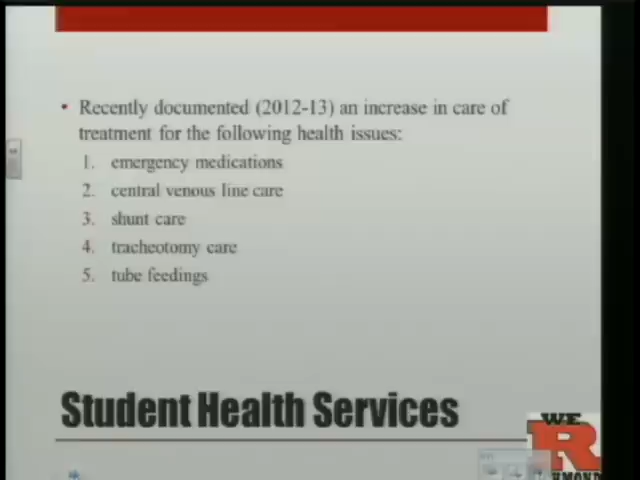 • Recently documented (2012-13) an increase in care of
treatment for the following health issues:
1. emergency medications
2. central venous line care
3. shunt care
4. tracheotomy care
5. tube feedings
Student Health Services
WE
R